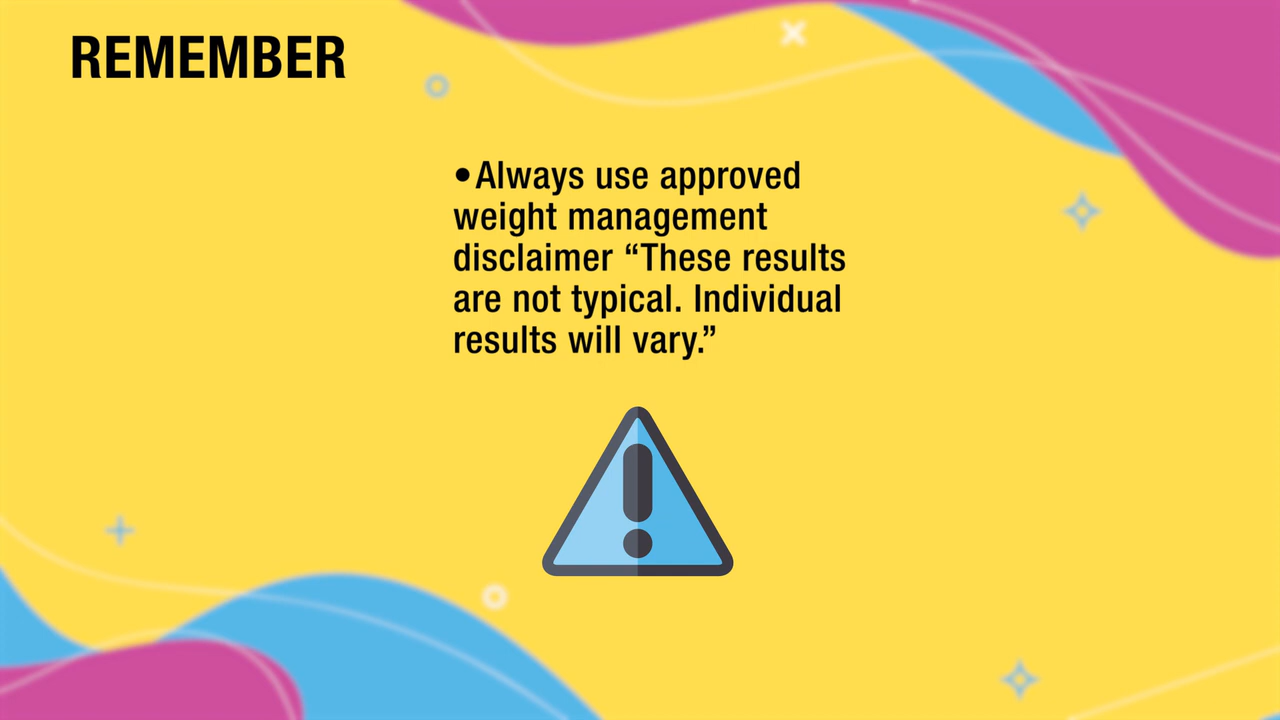 REMEMBER
•Always use approved
weight management
disclaimer “These results
are not typical. Individual
results will vary.”